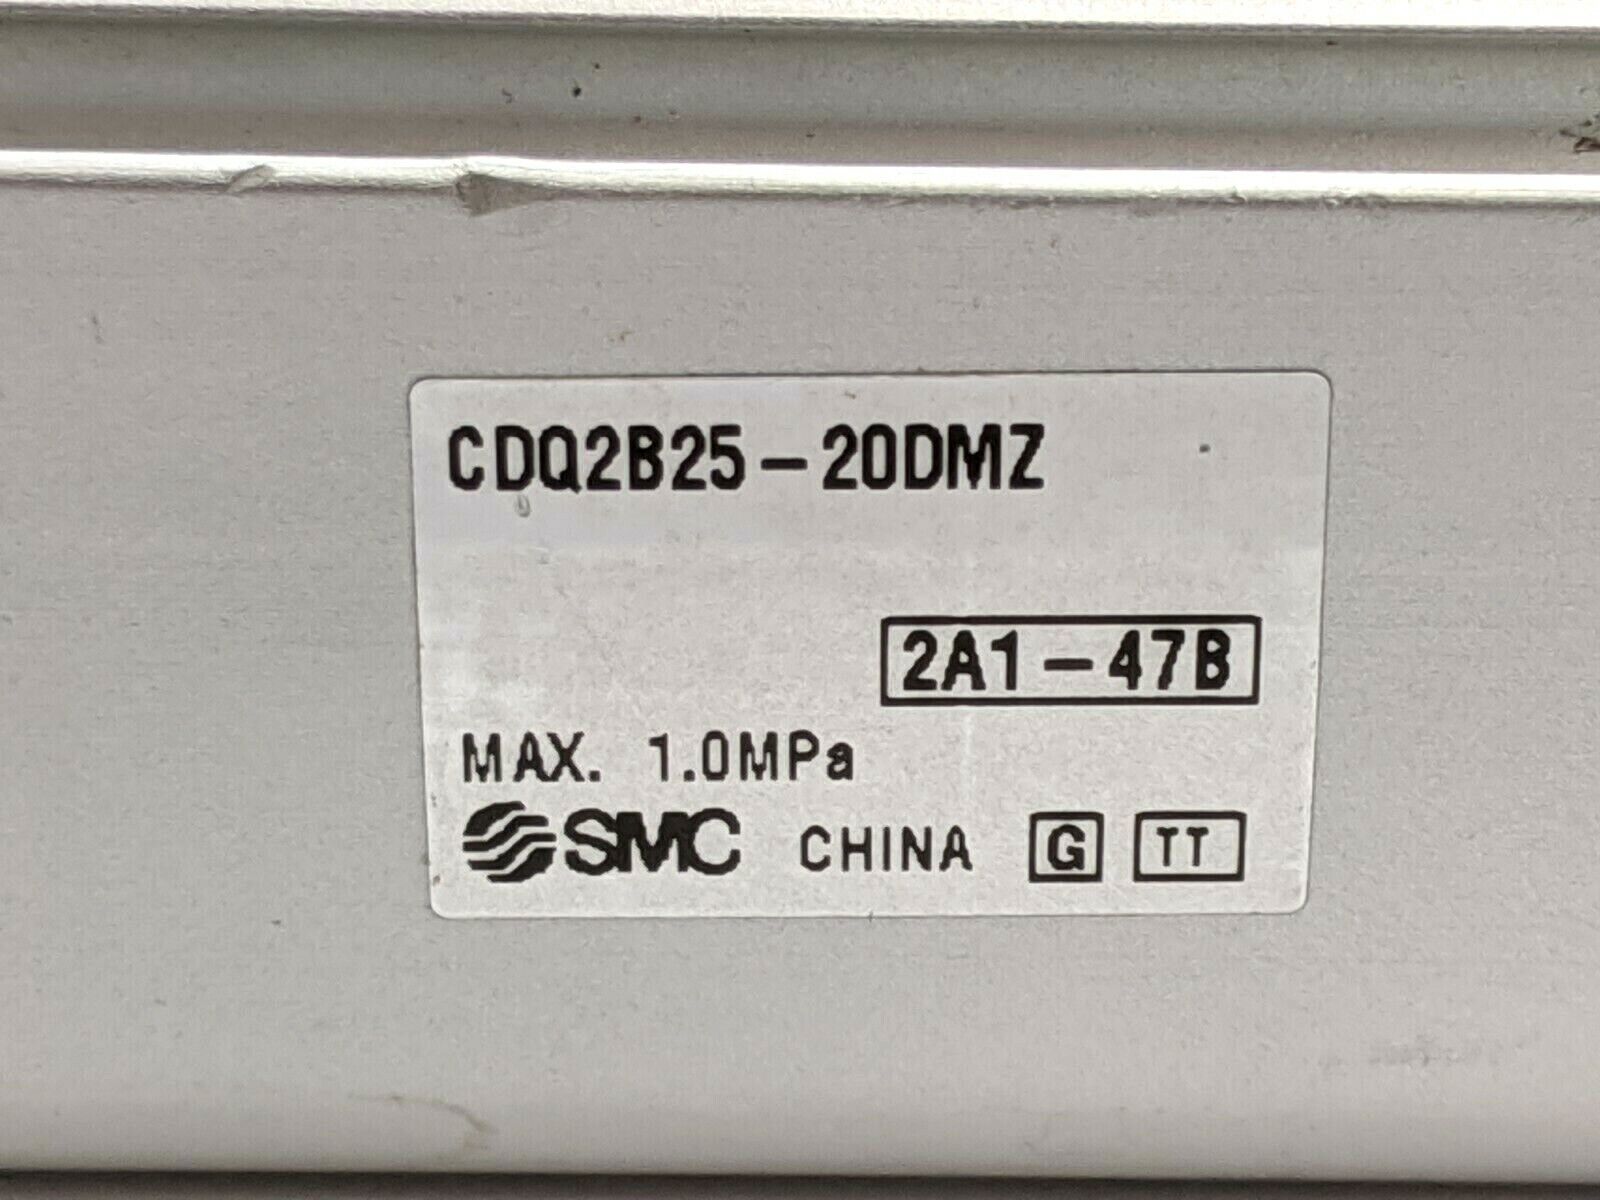 CDQ2B25-20DMZ
2A1-47B
MAX. 1.0MPa
SMC CHINA G TT